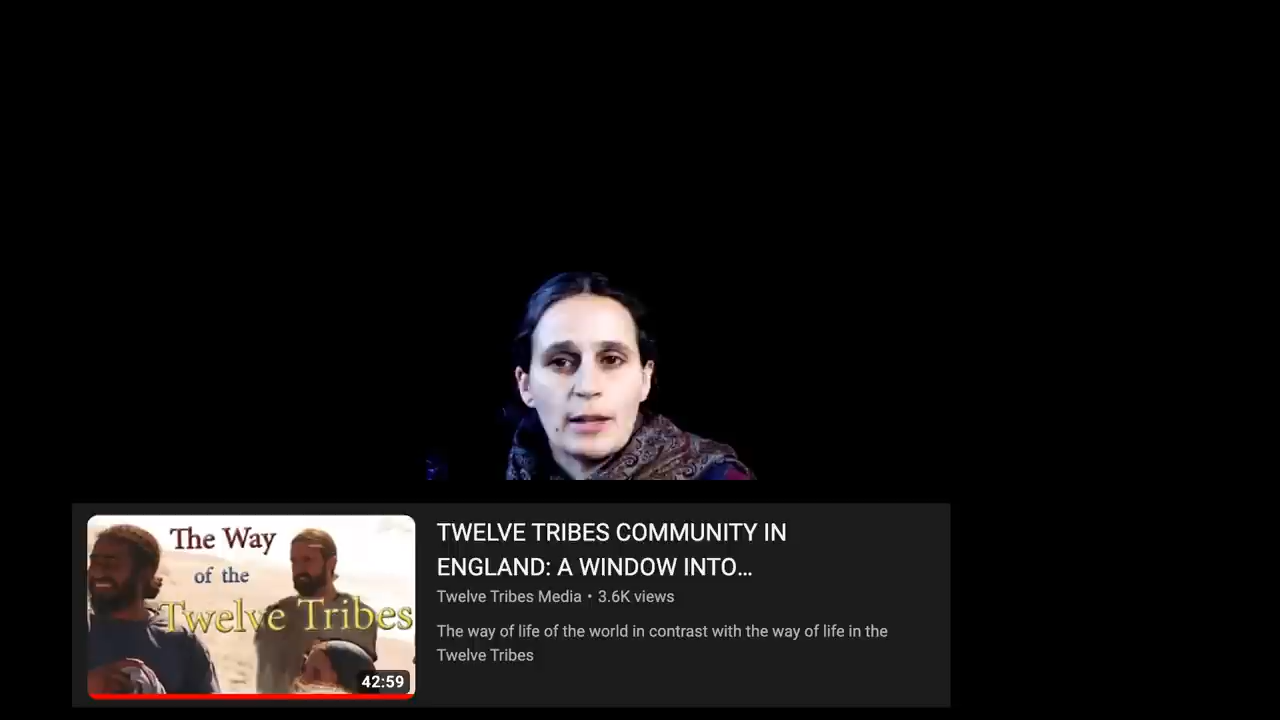 The Way
of the
Twelve Tribes
42:59
TWELVE TRIBES COMMUNITY IN
ENGLAND: A WINDOW INTO…
Twelve Tribes Media • 3.6K views
The way of life of the world in contrast with the way of life in the
Twelve Tribes